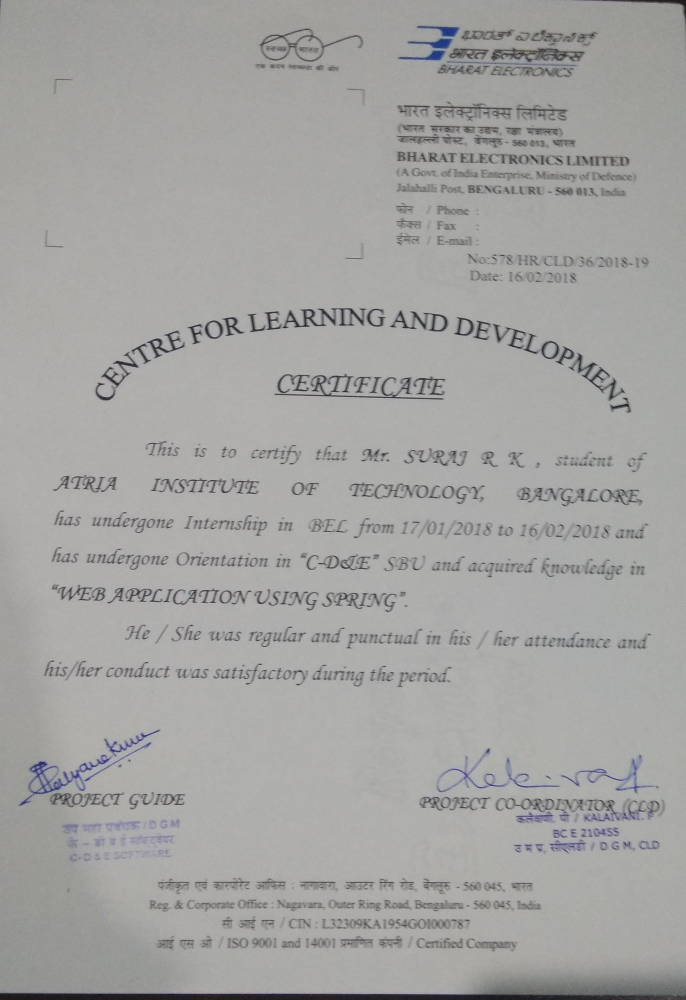 स्वच्छ भारत
एक कदम स्वच्छता की ओर
ಭಾರತ್ ಎಲೆಕ್ಟ್ರಾನಿಕ್ಸ್
भारत इलेक्ट्रॉनिक्स
BHARAT ELECTRONICS
भारत इलेक्ट्रॉनिक्स लिमिटेड
(भारत सरकार का उद्यम, रक्षा मंत्रालय)
जालहल्ली पोस्ट, बेंगलूरु - 560 013, भारत
BHARAT ELECTRONICS LIMITED
(A Govt. of India Enterprise, Ministry of Defence)
Jalahalli Post, BENGALURU - 560 013, India
फोन / Phone :
फैक्स / Fax :
ईमेल / E-mail :
No:578/HR/CLD/36/2018-19
Date: 16/02/2018
CENTRE FOR LEARNING AND DEVELOPMENT
CERTIFICATE
This is to certify that Mr. SURAJ R K , student of
ATRIA INSTITUTE OF TECHNOLOGY, BANGALORE,
has undergone Internship in BEL from 17/01/2018 to 16/02/2018 and
has undergone Orientation in “C-D&E” SBU and acquired knowledge in
“WEB APPLICATION USING SPRING”.
He / She was regular and punctual in his / her attendance and
his/her conduct was satisfactory during the period.
PROJECT GUIDE
उप महा प्रबंधक / D G M
के - डी व ई सॉफ्टवेयर
C-D & E SOFTWARE
PROJECT CO-ORDINATOR (CLD)
कलैवाणी. पी / KALAIVANI. P
BC E 210455
उ म प्र, सीएलडी / D G M, CLD
पंजीकृत एवं कारपोरेट आफिस : नागावारा, आउटर रिंग रोड, बेंगलूरु - 560 045, भारत
Reg. & Corporate Office : Nagavara, Outer Ring Road, Bengaluru - 560 045, India
सी आई एन / CIN : L32309KA1954GOI000787
आई एस ओ / ISO 9001 and 14001 प्रमाणित कंपनी / Certified Company